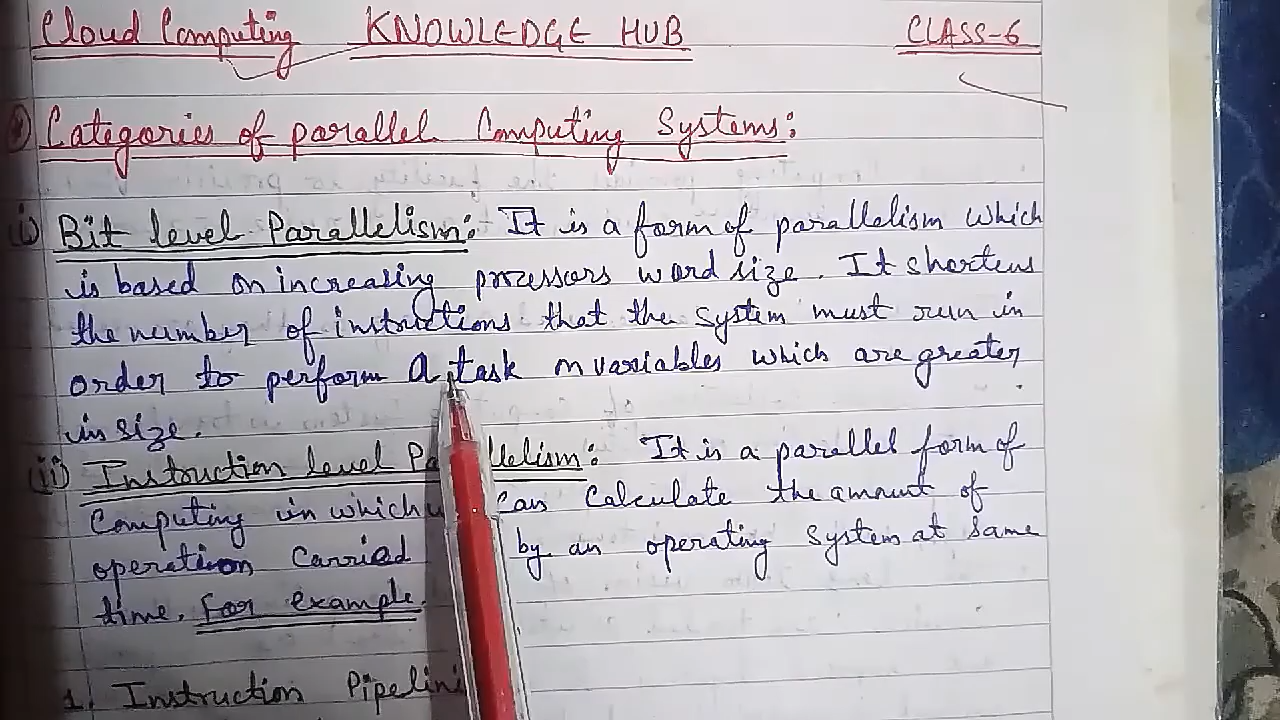 Cloud Computing KNOWLEDGE HUB CLASS-6
Categories of parallel Computing Systems:
i) Bit level Parallelism: It is a form of parallelism which
is based on increasing processors word size. It shortens
the number of instructions that the system must run in
order to perform a task on variables which are greater
in size.
(ii) Instruction level Pa llelism: It is a parallel form of
Computing in which Can Calculate the amount of
operation Carried by an operating System at same
time. For example.
1. Instruction Pipelini